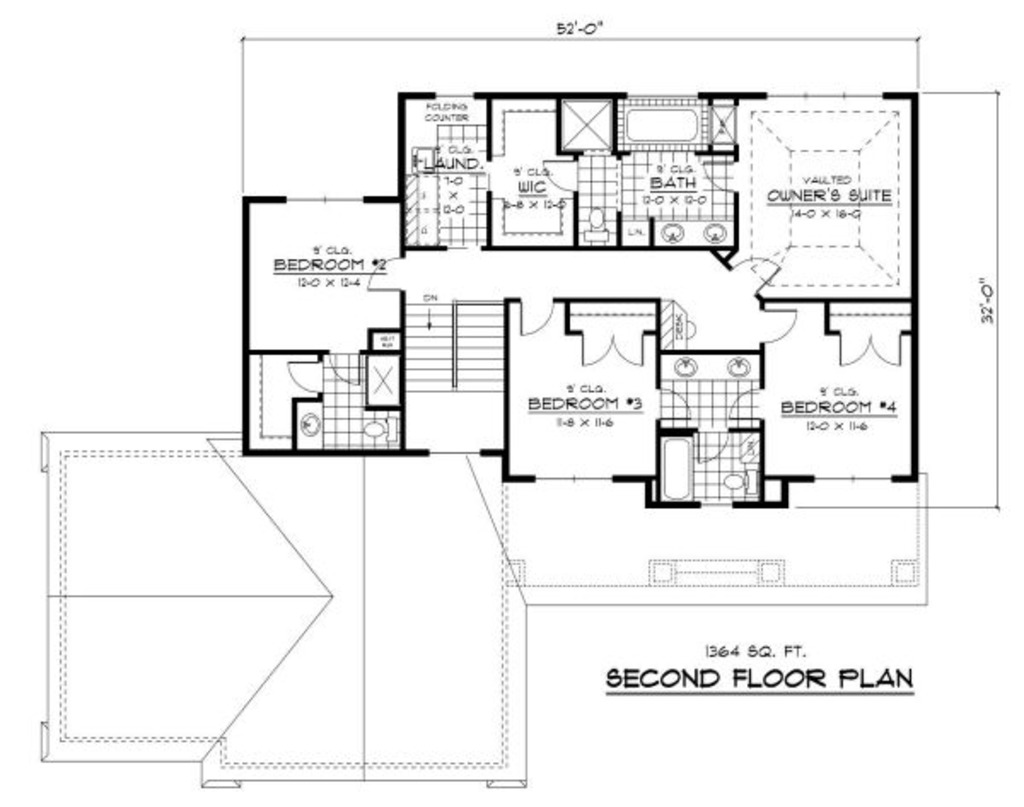 52'-0"
FOLDING
COUNTER
9' CLG.
LAUND.
7-0
X
12-0
9' CLG.
WIC
6-8 X 12-0
9' CLG.
BATH
12-0 X 12-0
LN.
VAULTED
OWNER'S SUITE
14-0 X 16-0
9' CLG.
BEDROOM #2
12-0 X 12-4
DN
DESK
32'-0"
9' CLG.
BEDROOM #3
11-8 X 11-6
9' CLG.
BEDROOM #4
12-0 X 11-6
1364 SQ. FT.
SECOND FLOOR PLAN